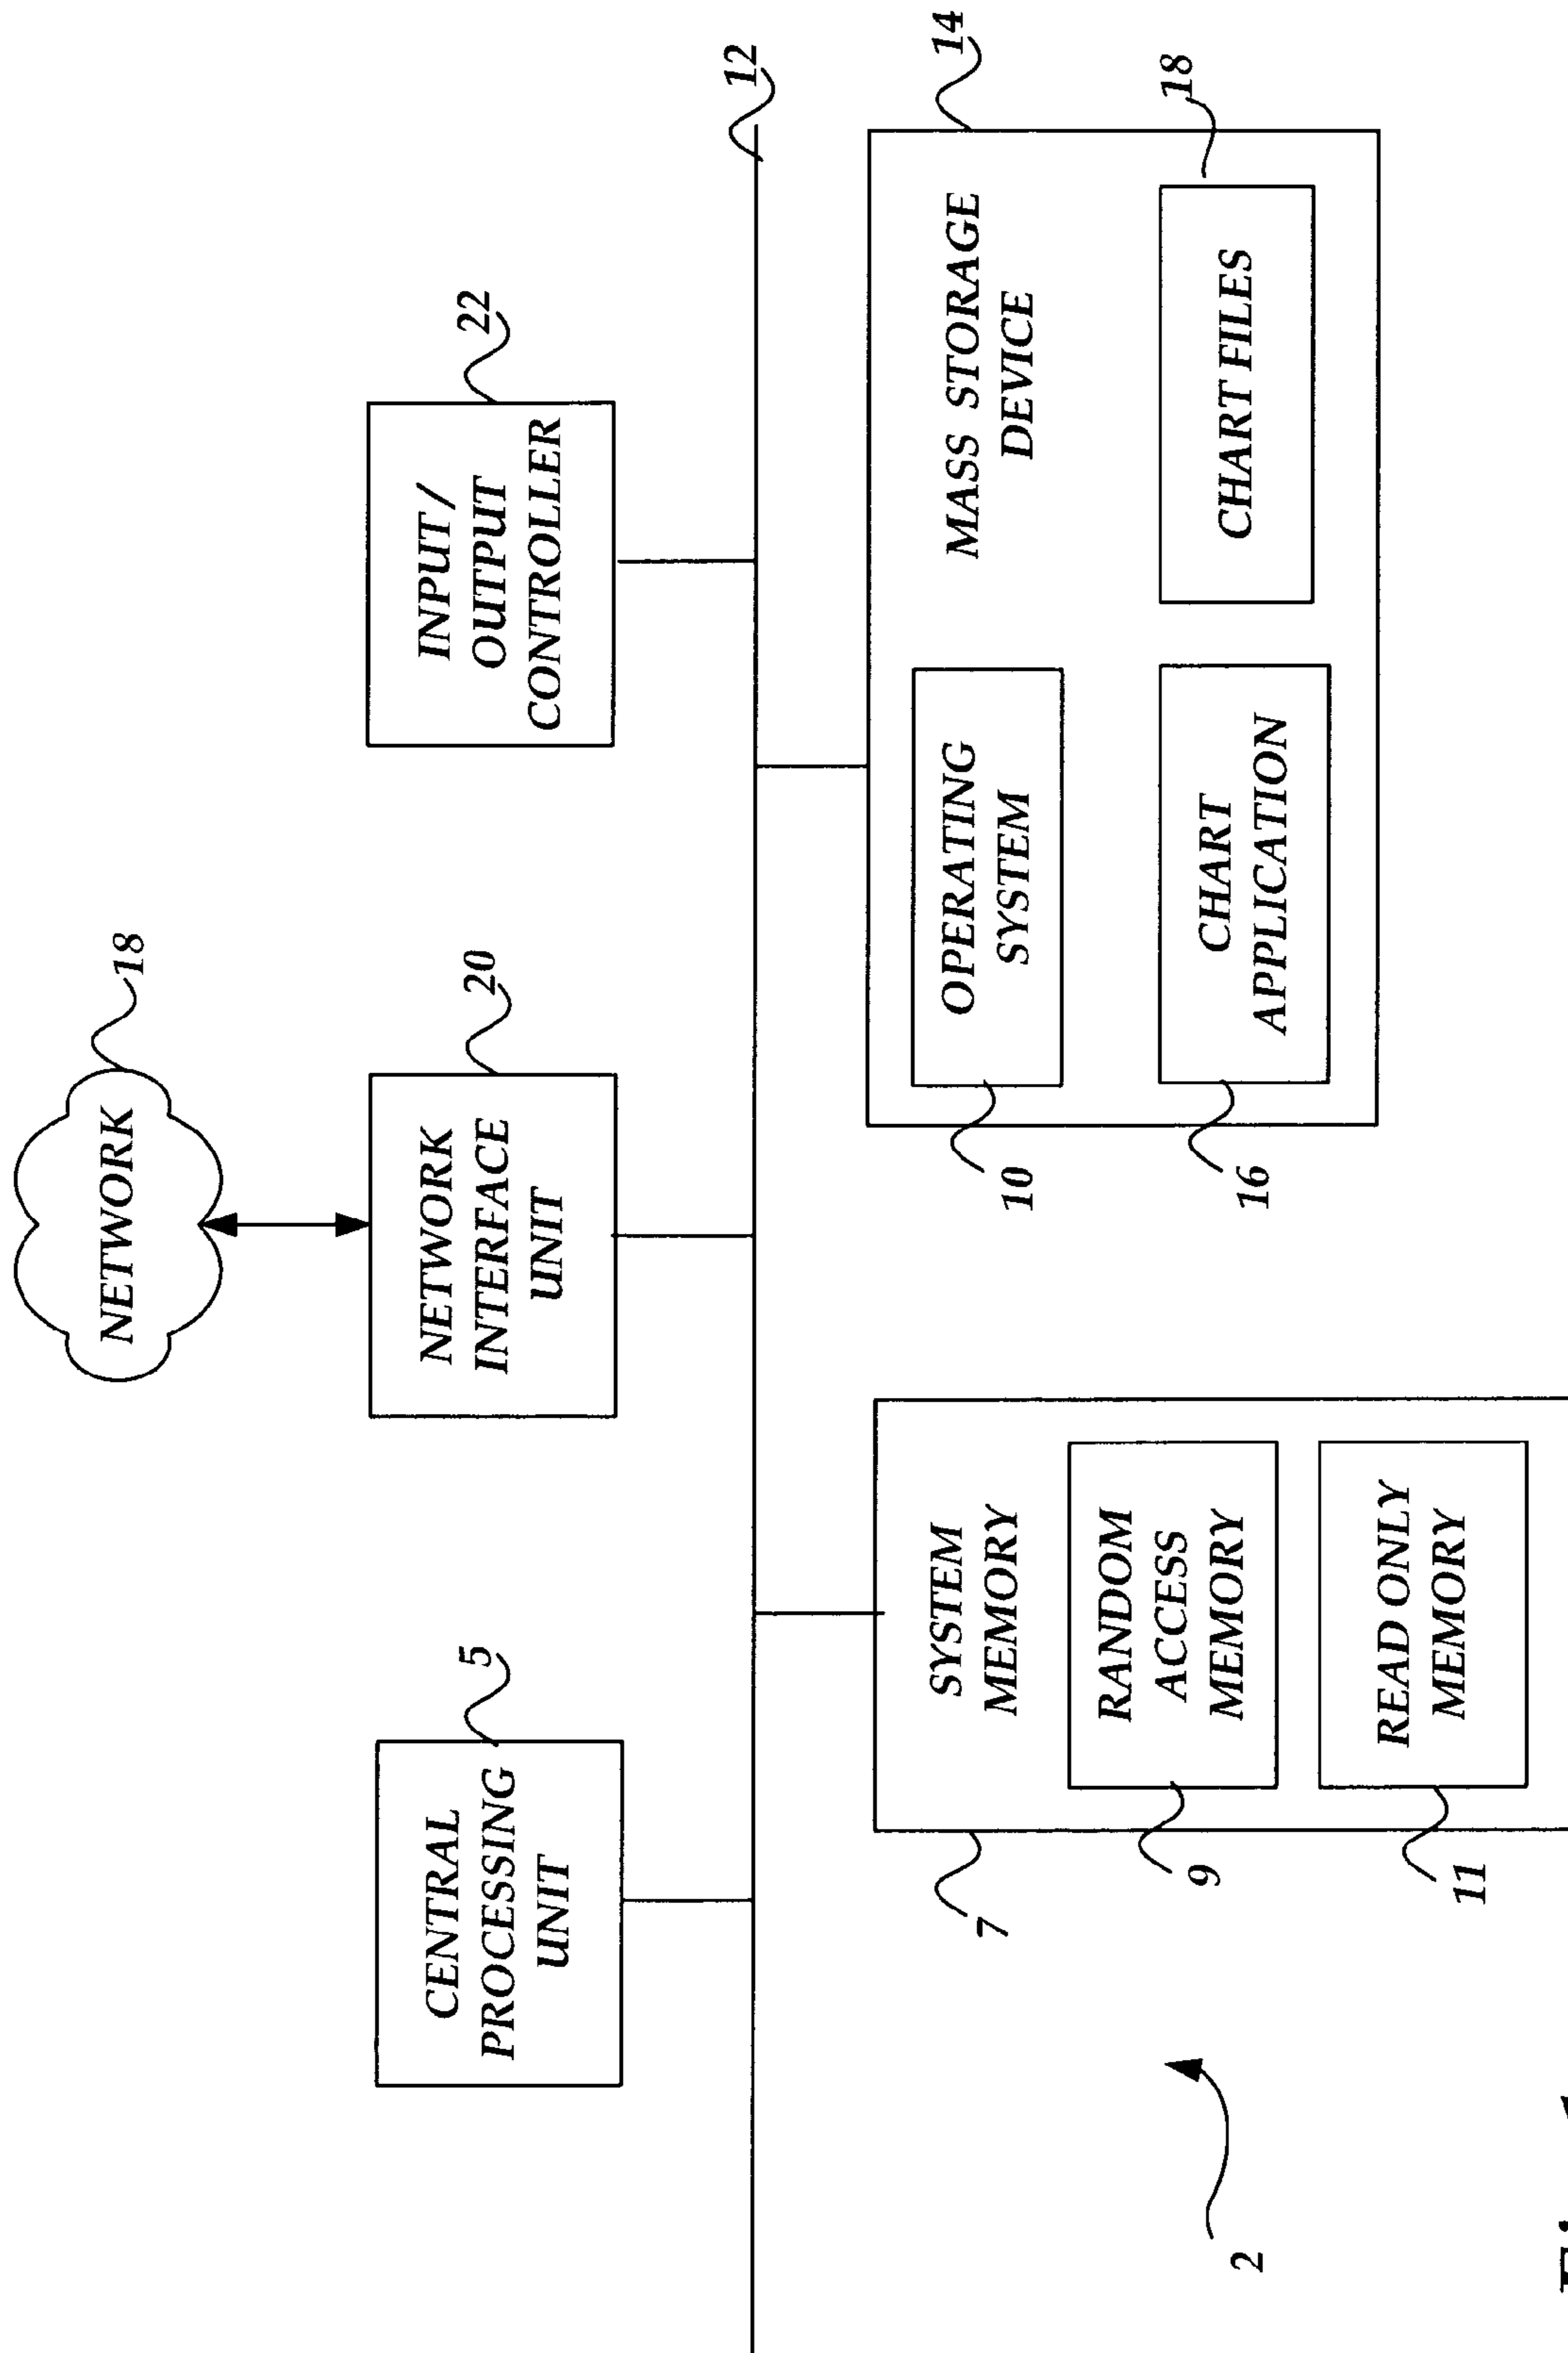 NETWORK
18
CENTRAL
PROCESSING
UNIT
5
NETWORK
INTERFACE
UNIT
20
INPUT/
OUTPUT
CONTROLLER
22
12
SYSTEM
MEMORY
7
RANDOM
ACCESS
MEMORY
9
READ ONLY
MEMORY
11
MASS STORAGE
DEVICE
14
OPERATING
SYSTEM
10
CHART
APPLICATION
16
CHART FILES
18
2